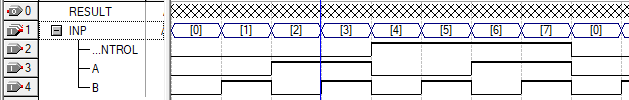 0 RESULT
1 INP [0] [1] [2] [3] [4] [5] [6] [7] [0]
2 ...NTROL
3 A
4 B